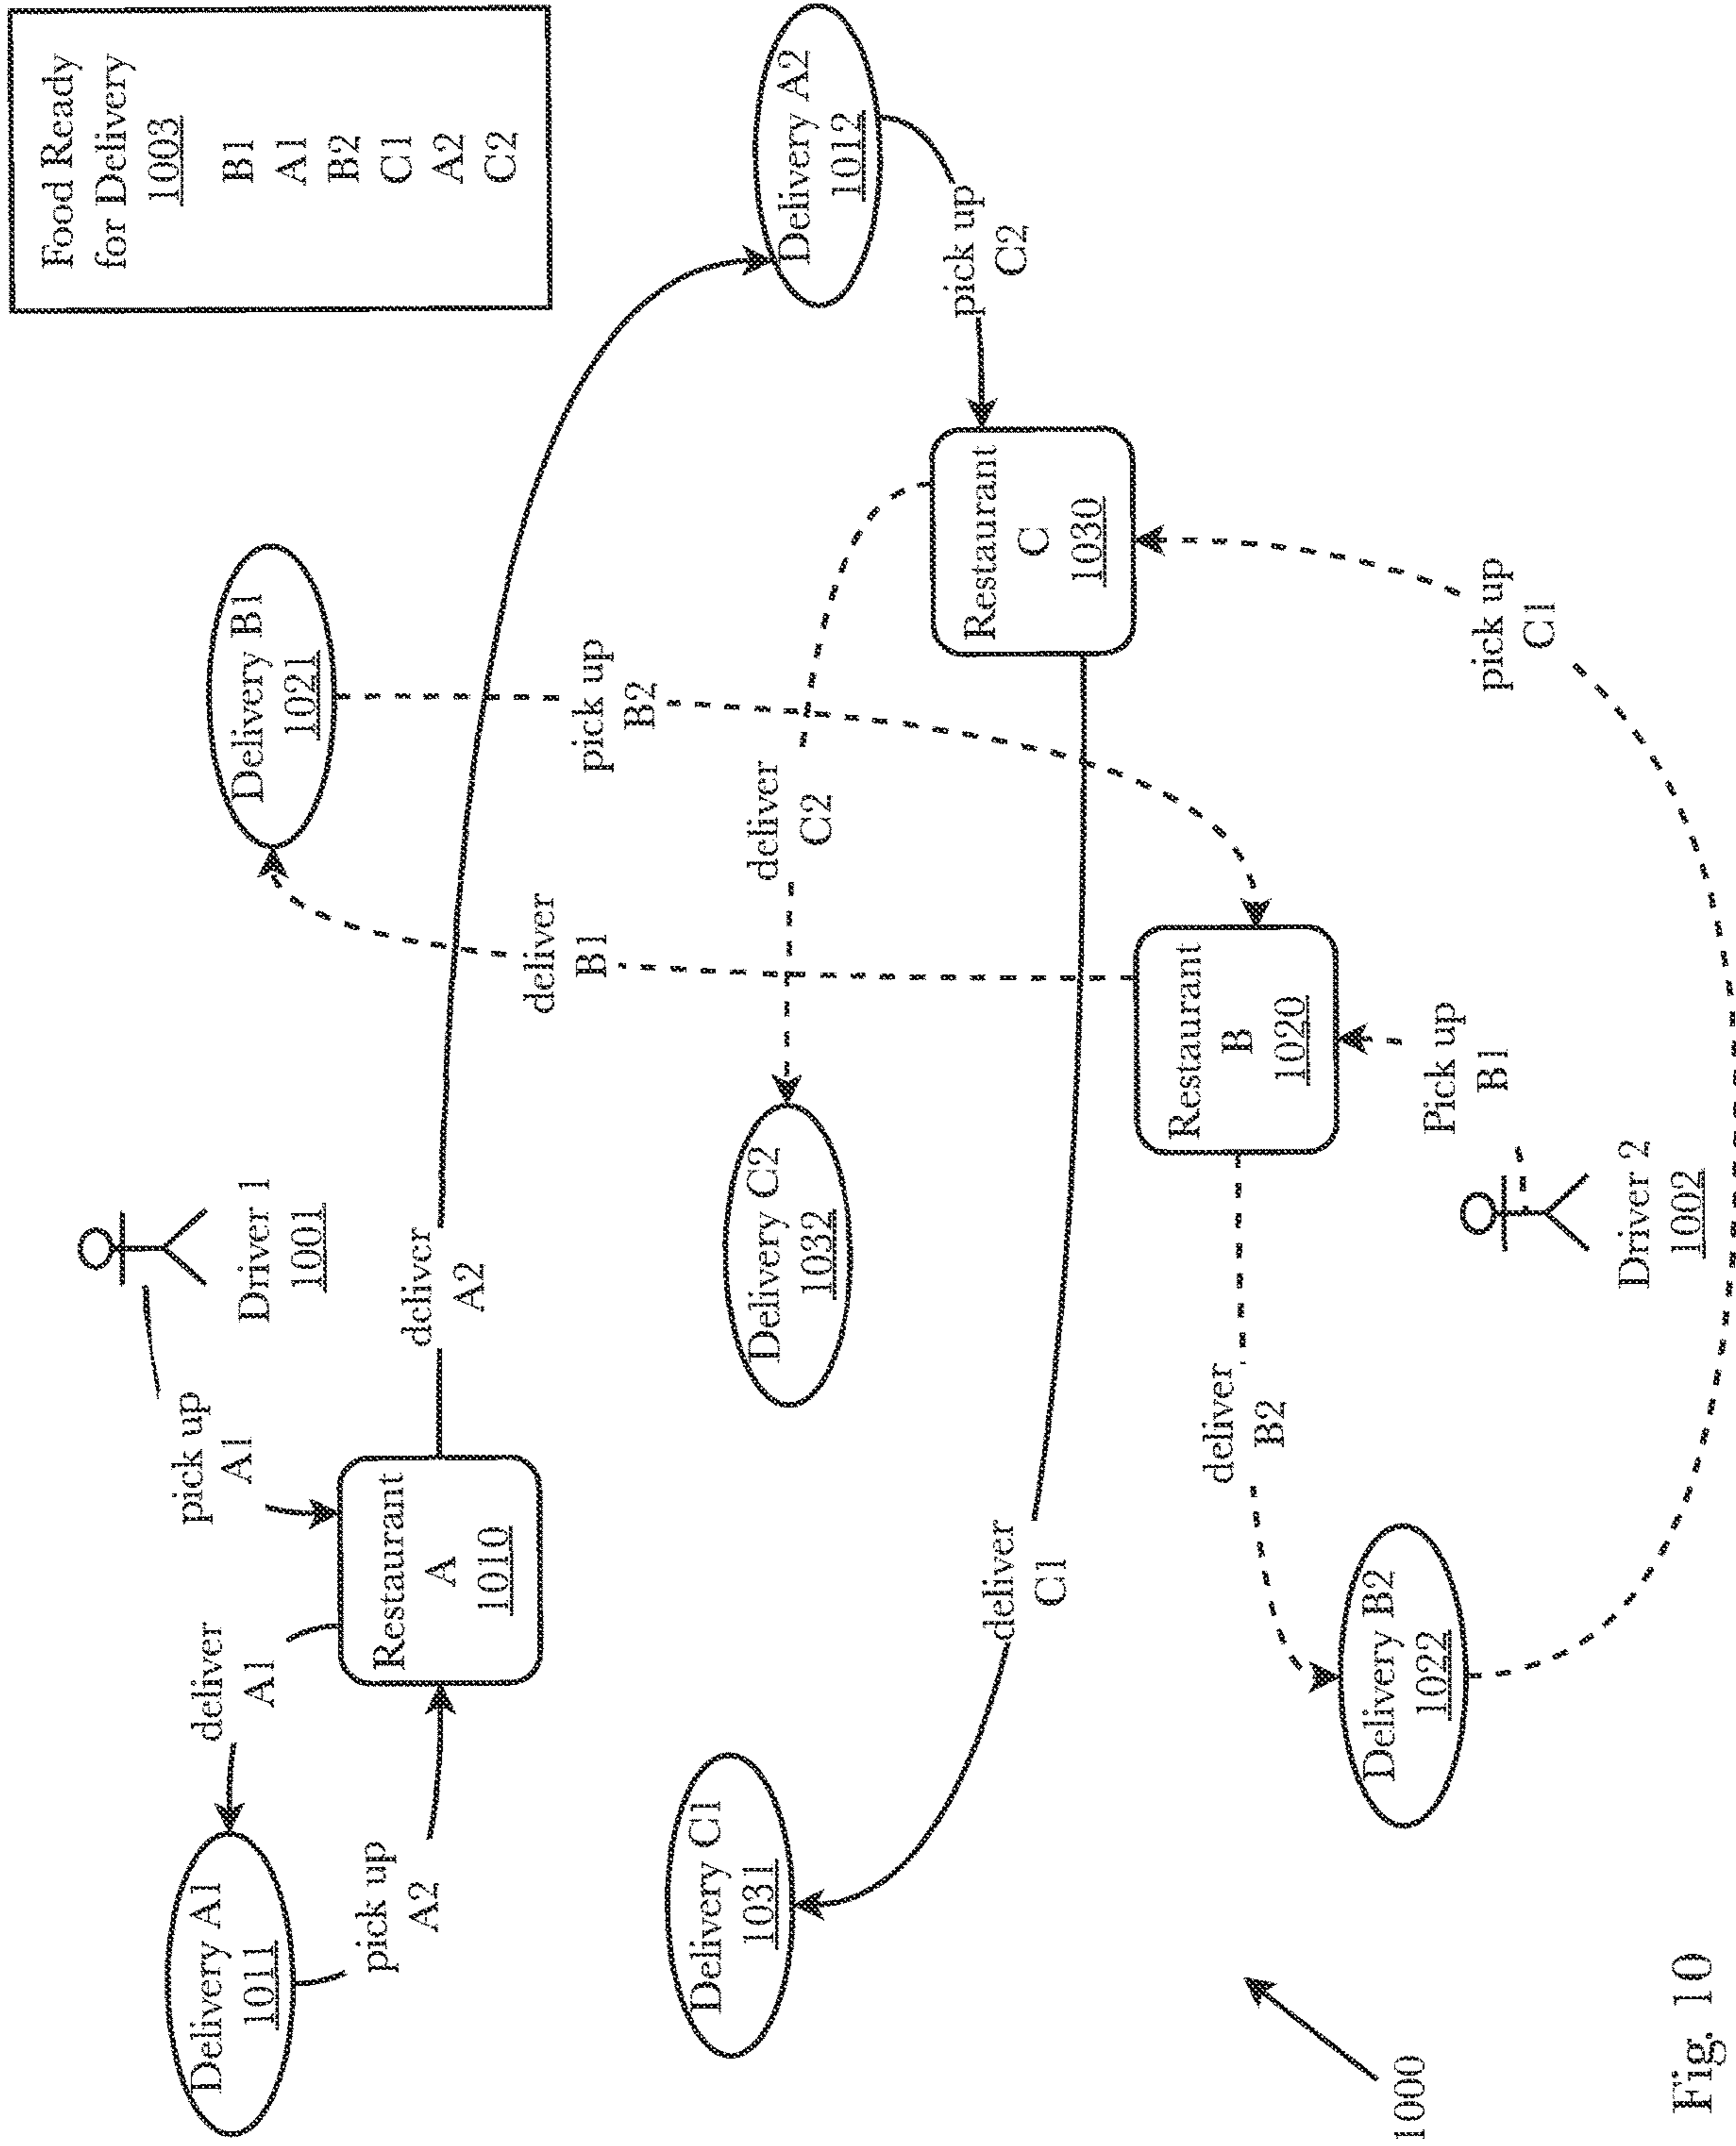 Food Ready
for Delivery
1003
B1
A1
B2
C1
A2
C2
Delivery A1
1011
deliver
A1
pick up
A1
Driver 1
1001
Delivery B1
1021
pick up
A2
Restaurant
A
1010
deliver
A2
deliver
B1
pick up
B2
Delivery C1
1031
Delivery C2
1032
deliver
C2
Delivery A2
1012
pick up
C2
deliver
C1
Restaurant
C
1030
Restaurant
B
1020
deliver
B2
Delivery B2
1022
Pick up
B1
pick up
C1
Driver 2
1002
1000
Fig. 10